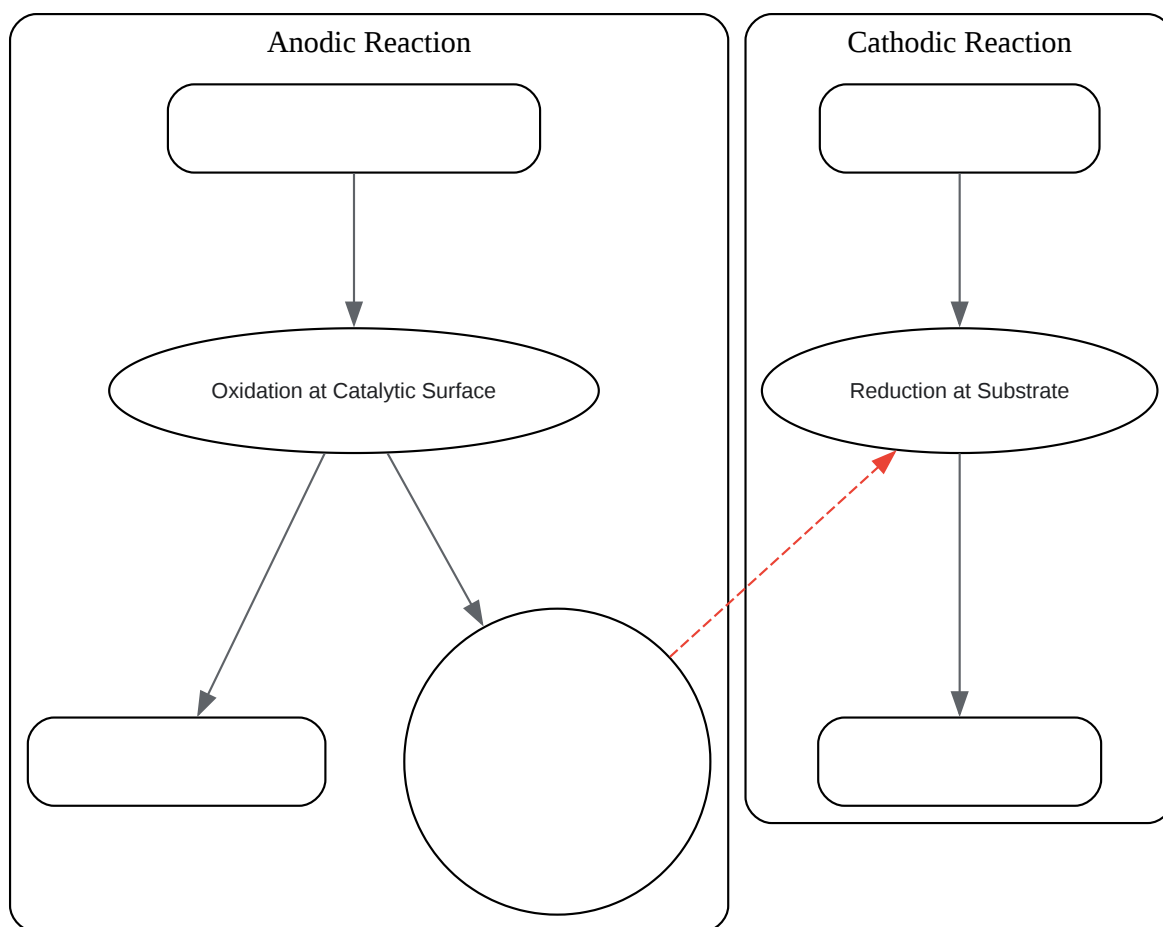 Anodic Reaction
Cathodic Reaction
Oxidation at Catalytic Surface
Reduction at Substrate